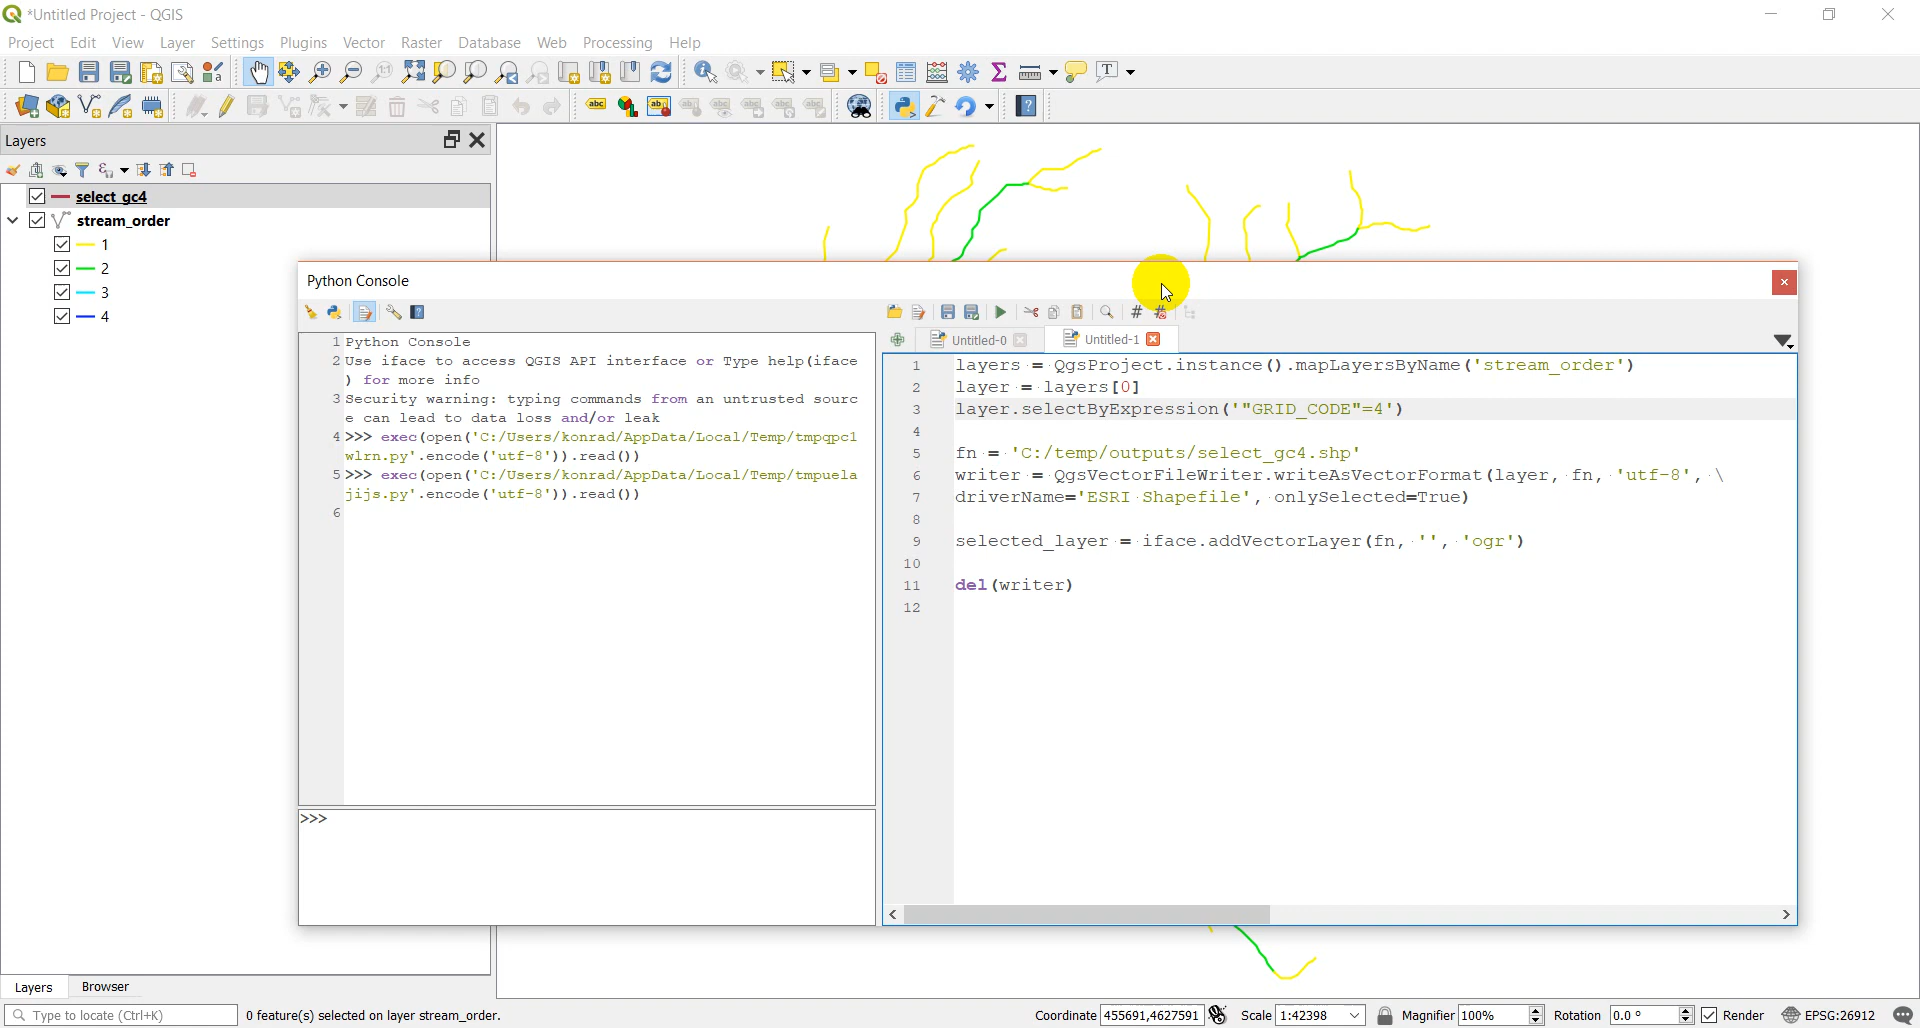 *Untitled Project - QGIS
Project Edit View Layer Settings Plugins Vector Raster Database Web Processing Help
Layers
select_gc4
stream_order
1
2
3
4
Python Console
Untitled-0 Untitled-1
1 Python Console
2 Use iface to access QGIS API interface or Type help(iface
) for more info
3 Security warning: typing commands from an untrusted sourc
e can lead to data loss and/or leak
4 >>> exec(open('C:/Users/konrad/AppData/Local/Temp/tmpqpc1
wlrn.py'.encode('utf-8')).read())
5 >>> exec(open('C:/Users/konrad/AppData/Local/Temp/tmpuela
jijs.py'.encode('utf-8')).read())
6
>>>
1 layers = QgsProject.instance().mapLayersByName('stream_order')
2 layer = layers[0]
3 layer.selectByExpression('"GRID_CODE"=4')
4
5 fn = 'C:/temp/outputs/select_gc4.shp'
6 writer = QgsVectorFileWriter.writeAsVectorFormat(layer, fn, 'utf-8', \
7 driverName='ESRI Shapefile', onlySelected=True)
8
9 selected_layer = iface.addVectorLayer(fn, '', 'ogr')
10
11 del(writer)
12
Layers Browser
Type to locate (Ctrl+K) 0 feature(s) selected on layer stream_order. Coordinate 455691,4627591 Scale 1:42398 Magnifier 100% Rotation 0.0 ° Render EPSG:26912